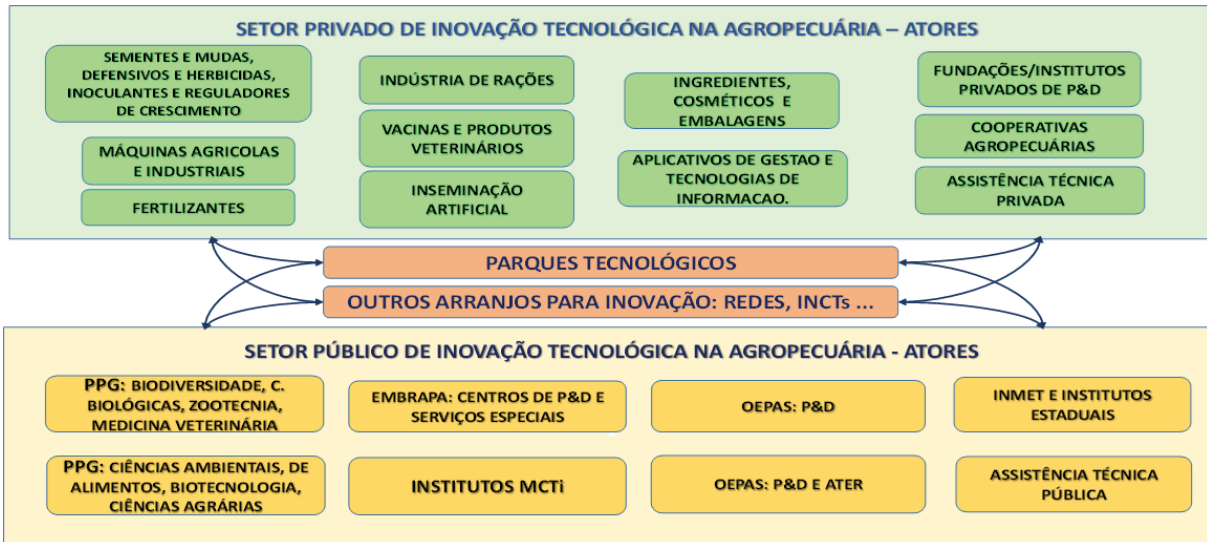 SETOR PRIVADO DE INOVAÇÃO TECNOLÓGICA NA AGROPECUÁRIA – ATORES
SEMENTES E MUDAS,
DEFENSIVOS E HERBICIDAS,
INOCULANTES E REGULADORES
DE CRESCIMENTO
MÁQUINAS AGRICOLAS
E INDUSTRIAIS
FERTILIZANTES
INDÚSTRIA DE RAÇÕES
VACINAS E PRODUTOS
VETERINÁRIOS
INSEMINAÇÃO
ARTIFICIAL
INGREDIENTES,
COSMÉTICOS E
EMBALAGENS
APLICATIVOS DE GESTAO E
TECNOLOGIAS DE
INFORMACAO.
FUNDAÇÕES/INSTITUTOS
PRIVADOS DE P&D
COOPERATIVAS
AGROPECUÁRIAS
ASSISTÊNCIA TÉCNICA
PRIVADA
PARQUES TECNOLÓGICOS
OUTROS ARRANJOS PARA INOVAÇÃO: REDES, INCTs ...
SETOR PÚBLICO DE INOVAÇÃO TECNOLÓGICA NA AGROPECUÁRIA - ATORES
PPG: BIODIVERSIDADE, C.
BIOLÓGICAS, ZOOTECNIA,
MEDICINA VETERINÁRIA
EMBRAPA: CENTROS DE P&D E
SERVIÇOS ESPECIAIS
OEPAS: P&D
INMET E INSTITUTOS
ESTADUAIS
PPG: CIÊNCIAS AMBIENTAIS, DE
ALIMENTOS, BIOTECNOLOGIA,
CIÊNCIAS AGRÁRIAS
INSTITUTOS MCTi
OEPAS: P&D E ATER
ASSISTÊNCIA TÉCNICA
PÚBLICA